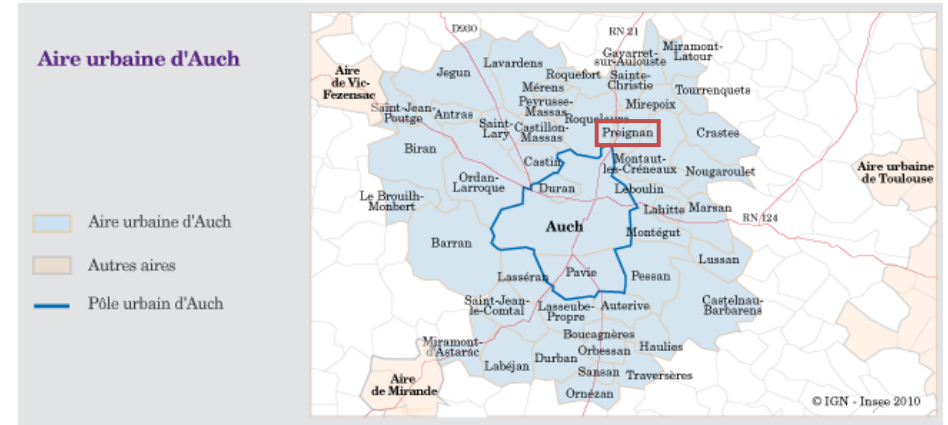 Aire urbaine d'Auch
Aire urbaine d'Auch
Autres aires
Pôle urbain d'Auch
D930
RN 21
Gavarret-
sur-Aulouste
Miramont-
Latour
Lavardens
Jegun
Roquefort
Sainte-
Christie
Aire
de Vic-
Fezensac
Mérens
Tourrenquets
Peyrusse-
Massas
Mirepoix
Saint-Jean-
Poutge
Antras
Roquelaure
Saint-
Lary
Castillon-
Massas
Preignan
Crastes
Biran
Castin
Montaut-
les-Créneaux
Nougaroulet
Aire urbaine
de Toulouse
Ordan-
Larroque
Duran
Leboulin
Le Brouilh-
Monbert
Lahitte
Marsan
RN 124
Auch
Montégut
Barran
Lussan
Lasséran
Pavie
Pessan
Saint-Jean-
le-Comtal
Lasseube-
Propre
Auterive
Castelnau-
Barbarens
Boucagnères
Miramont-
d'Astarac
Haulies
Orbessan
Durban
Labéjan
Sansan
Traversères
Aire
de Mirande
Ornézan
© IGN - Insee 2010